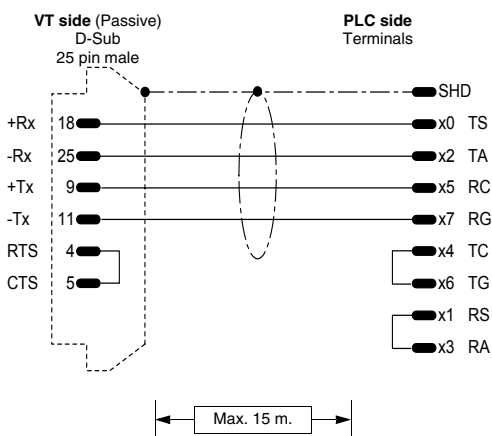 VT side (Passive) PLC side
D-Sub Terminals
25 pin male
SHD
+Rx 18 x0 TS
-Rx 25 x2 TA
+Tx 9 x5 RC
-Tx 11 x7 RG
RTS 4 x4 TC
CTS 5 x6 TG
x1 RS
x3 RA
Max. 15 m.